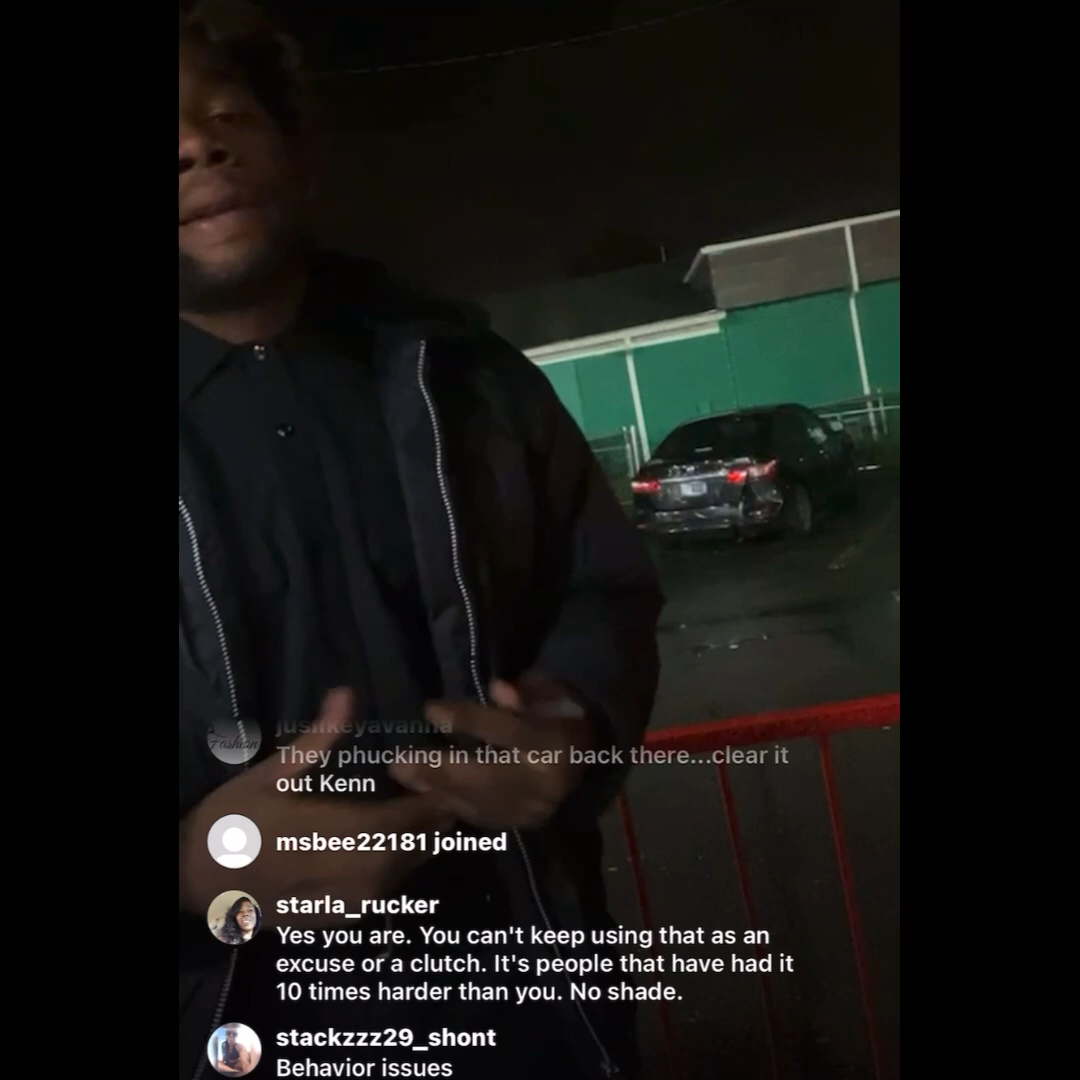 juslikeyavanna
They phucking in that car back there...clear it
out Kenn
msbee22181 joined
starla_rucker
Yes you are. You can't keep using that as an
excuse or a clutch. It's people that have had it
10 times harder than you. No shade.
stackzzz29_shont
Behavior issues